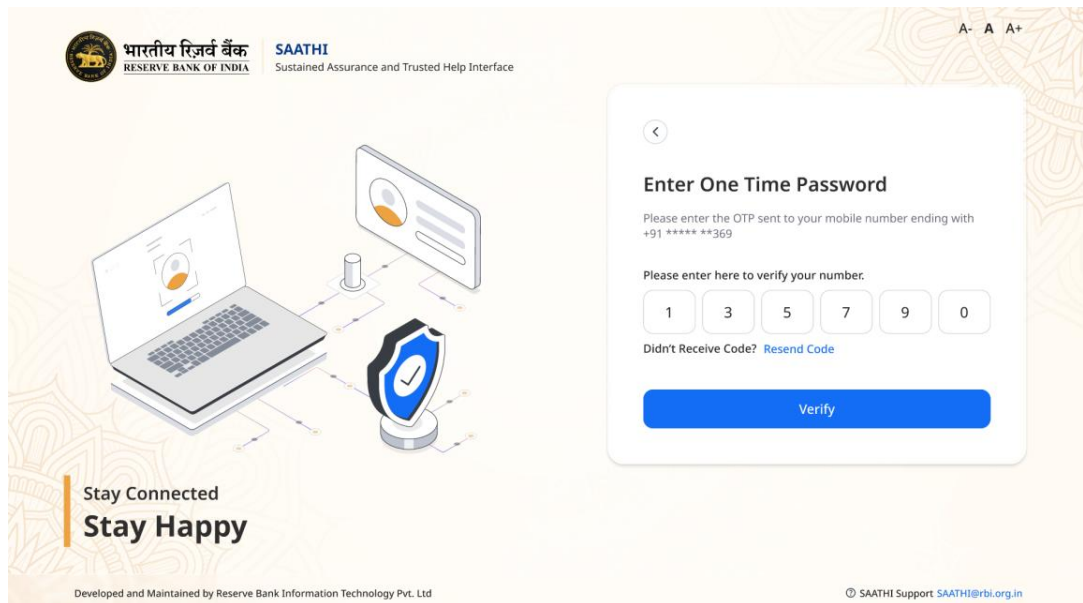 A- A A+
भारतीय रिज़र्व बैंक
RESERVE BANK OF INDIA
SAATHI
Sustained Assurance and Trusted Help Interface
Enter One Time Password
Please enter the OTP sent to your mobile number ending with
+91 ***** **369
Please enter here to verify your number.
1 3 5 7 9 0
Didn't Receive Code? Resend Code
Verify
Stay Connected
Stay Happy
Developed and Maintained by Reserve Bank Information Technology Pvt. Ltd
SAATHI Support SAATHI@rbi.org.in